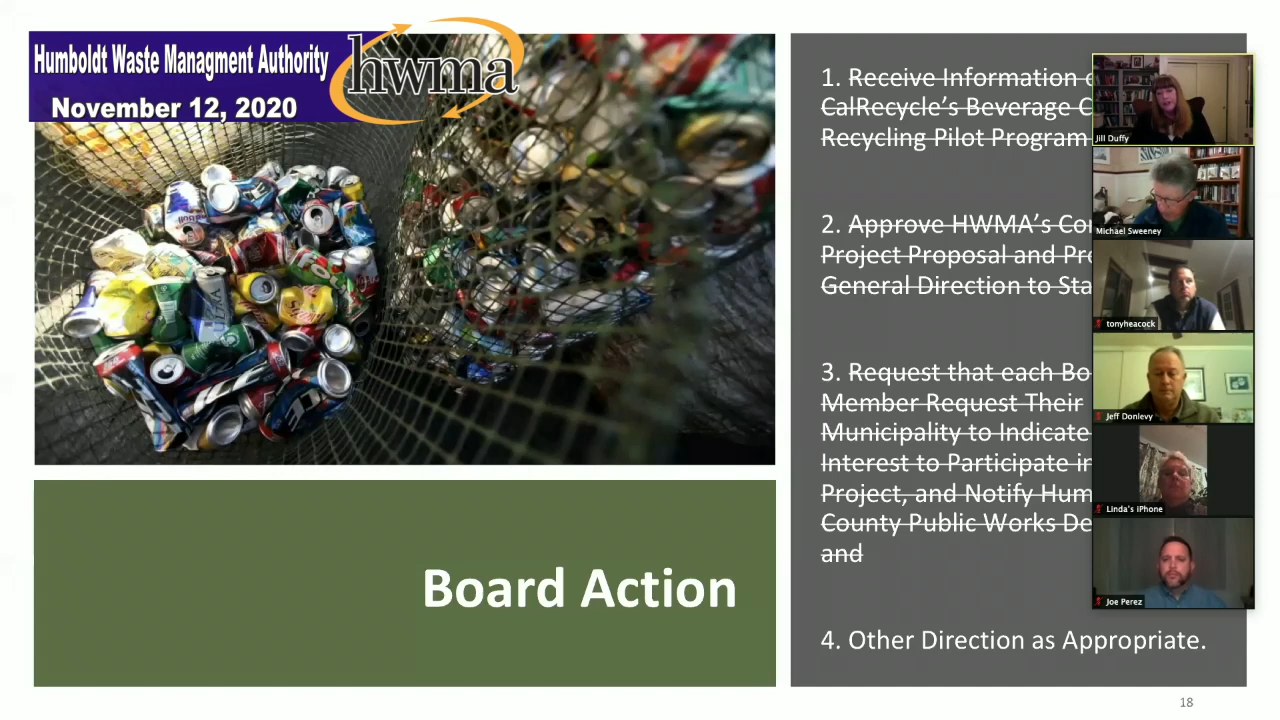 Humboldt Waste Managment Authority
November 12, 2020
hwma
Board Action
1. Receive Information
CalRecycle's Beverage
Recycling Pilot Program
2. Approve HWMA's
Project Proposal and
General Direction to
3. Request that each
Member Request Their
Municipality to Indicate
Interest to Participate
Project, and Notify
County Public Works
and
4. Other Direction as Appropriate.
18
Jill Duffy
Michael Sweeney
tonyheacock
Jeff Donlevy
Linda's iPhone
Joe Perez